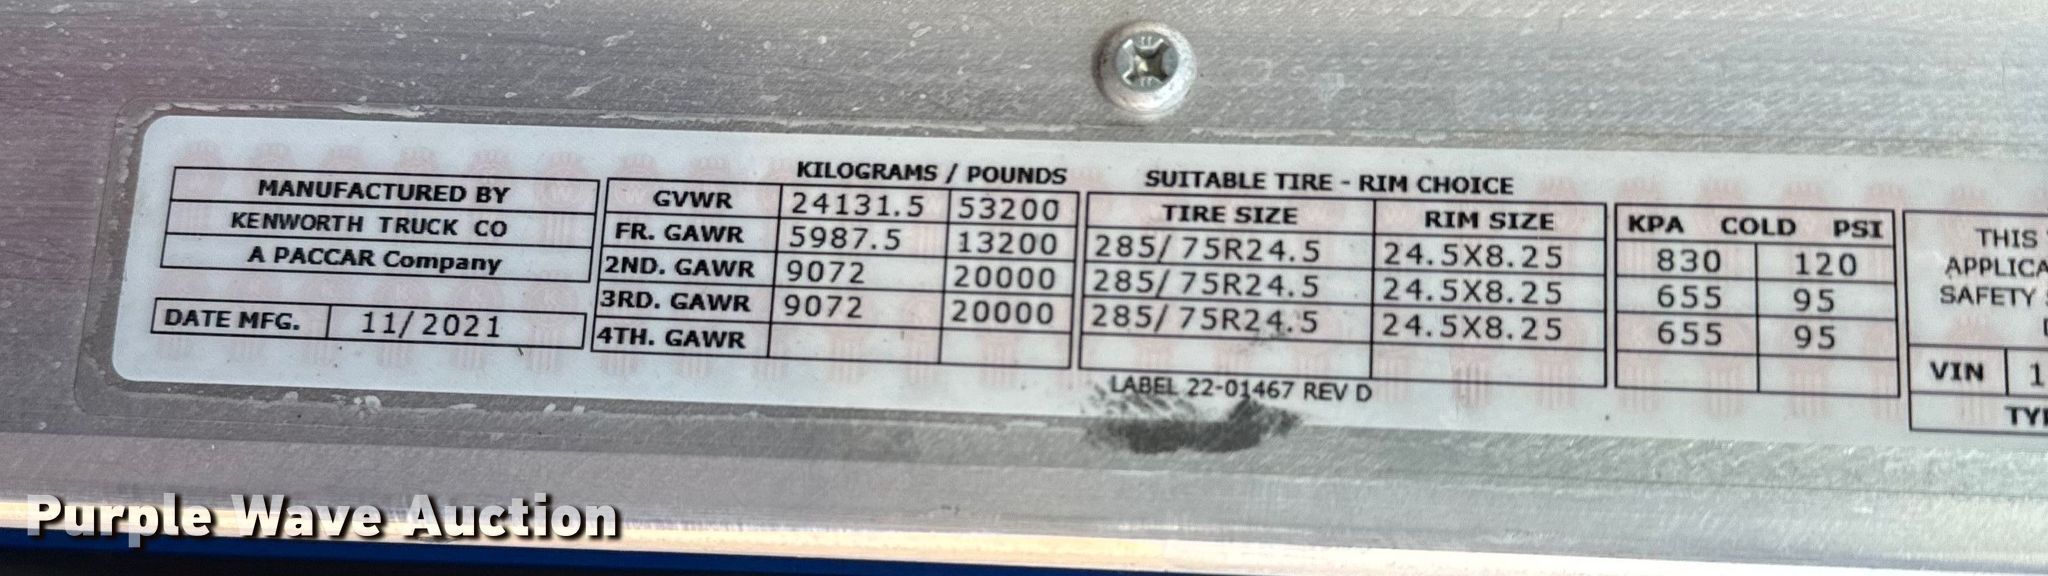 KILOGRAMS / POUNDS SUITABLE TIRE - RIM CHOICE
MANUFACTURED BY
KENWORTH TRUCK CO
A PACCAR Company
DATE MFG. 11/2021
GVWR 24131.5 53200
FR. GAWR 5987.5 13200
2ND. GAWR 9072 20000
3RD. GAWR 9072 20000
4TH. GAWR
TIRE SIZE RIM SIZE
285/75R24.5 24.5X8.25
285/75R24.5 24.5X8.25
285/75R24.5 24.5X8.25
KPA COLD PSI
830 120
655 95
655 95
THIS
SAFETY
VIN 1
LABEL 22-01467 REV D
Purple Wave Auction